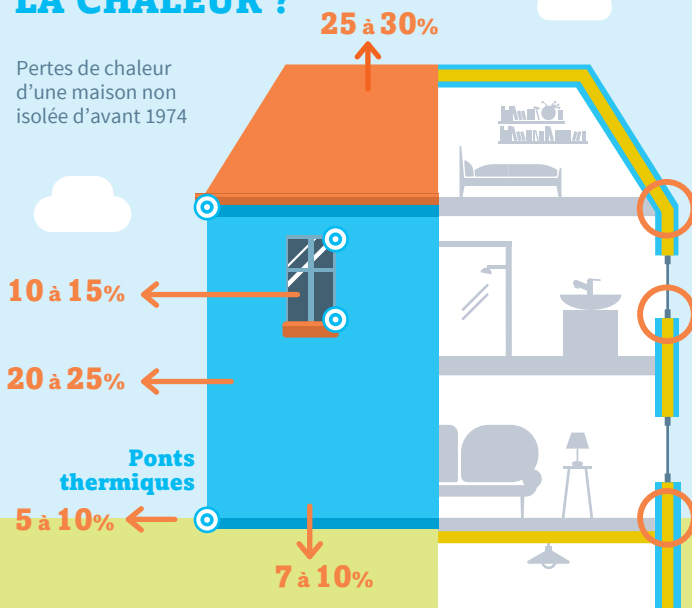 LA CHALEUR ?
25 à 30%
Pertes de chaleur
d'une maison non
isolée d'avant 1974
10 à 15%
20 à 25%
Ponts
thermiques
5 à 10%
7 à 10%